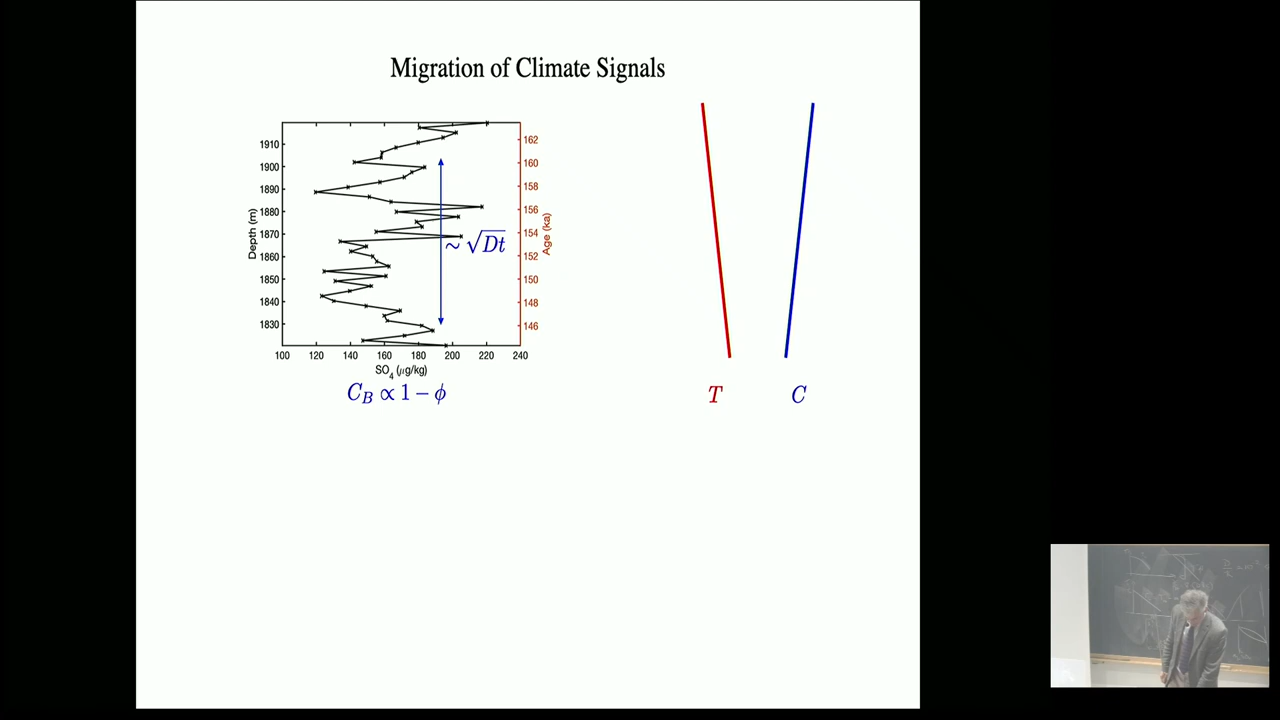 Migration of Climate Signals
1910
1900
1890
1880
1870
1860
1850
1840
1830
Depth (m)
162
160
158
156
154
152
150
148
146
Age (ka)
∼ √Dt
100 120 140 160 180 200 220 240
SO4 (μg/kg)
C_B ∝ 1 − ϕ
T C